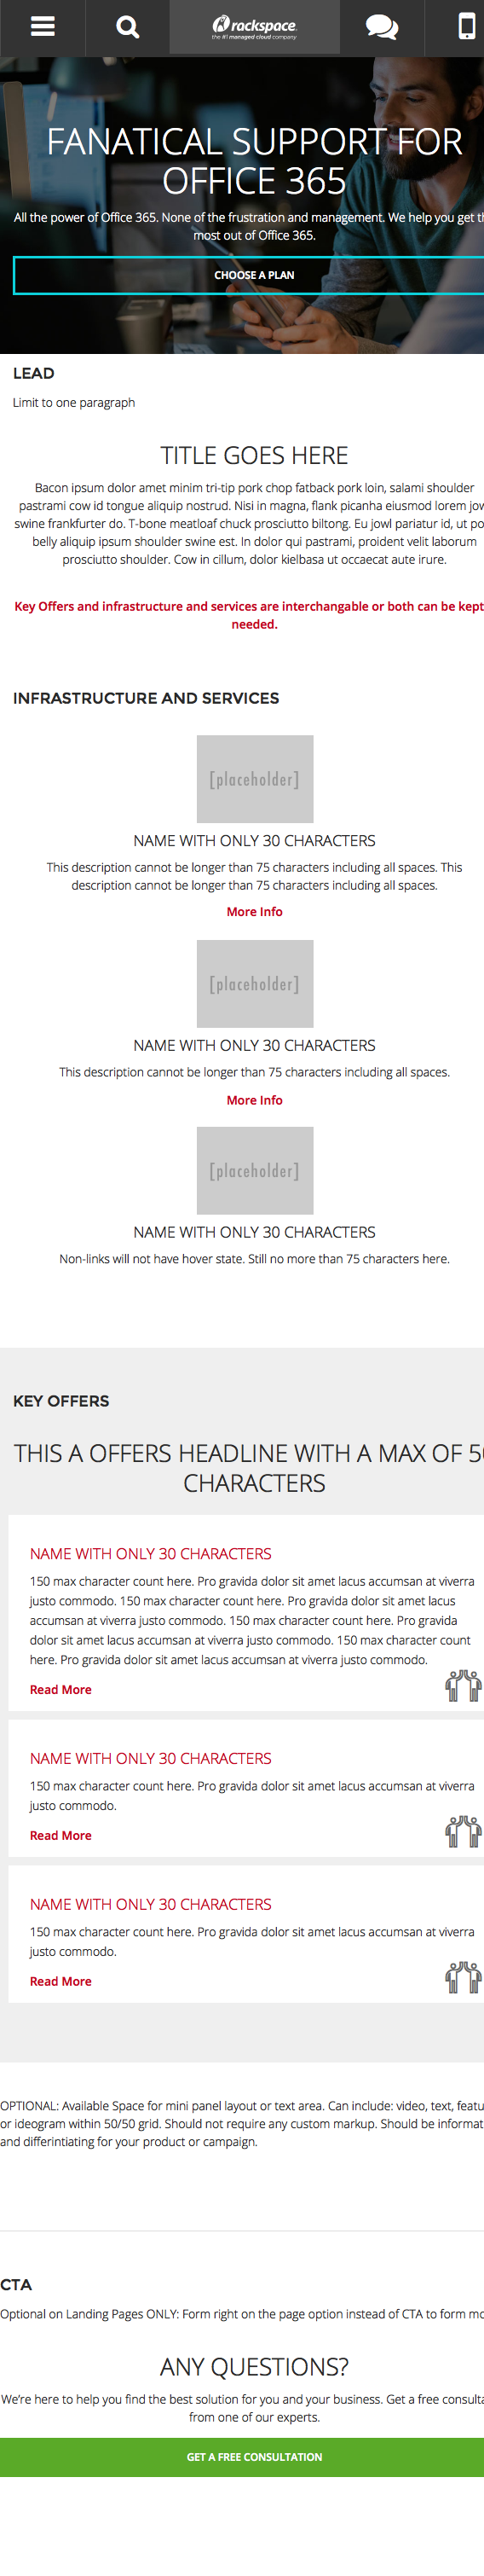 rackspace.
the #1 managed cloud company
FANATICAL SUPPORT FOR
OFFICE 365
All the power of Office 365. None of the frustration and management. We help you get t
most out of Office 365.
CHOOSE A PLAN
LEAD
Limit to one paragraph
TITLE GOES HERE
Bacon ipsum dolor amet minim tri-tip pork chop fatback pork loin, salami shoulder
pastrami cow id tongue aliquip nostrud. Nisi in magna, flank picanha eiusmod lorem jow
swine frankfurter do. T-bone meatloaf chuck prosciutto biltong. Eu jowl pariatur id, ut po
belly aliquip ipsum shoulder swine est. In dolor qui pastrami, proident velit laborum
prosciutto shoulder. Cow in cillum, dolor kielbasa ut occaecat aute irure.
Key Offers and infrastructure and services are interchangable or both can be kept
needed.
INFRASTRUCTURE AND SERVICES
[placeholder]
NAME WITH ONLY 30 CHARACTERS
This description cannot be longer than 75 characters including all spaces. This
description cannot be longer than 75 characters including all spaces.
More Info
[placeholder]
NAME WITH ONLY 30 CHARACTERS
This description cannot be longer than 75 characters including all spaces.
More Info
[placeholder]
NAME WITH ONLY 30 CHARACTERS
Non-links will not have hover state. Still no more than 75 characters here.
KEY OFFERS
THIS A OFFERS HEADLINE WITH A MAX OF 5
CHARACTERS
NAME WITH ONLY 30 CHARACTERS
150 max character count here. Pro gravida dolor sit amet lacus accumsan at viverra
justo commodo. 150 max character count here. Pro gravida dolor sit amet lacus
accumsan at viverra justo commodo. 150 max character count here. Pro gravida
dolor sit amet lacus accumsan at viverra justo commodo. 150 max character count
here. Pro gravida dolor sit amet lacus accumsan at viverra justo commodo.
Read More
NAME WITH ONLY 30 CHARACTERS
150 max character count here. Pro gravida dolor sit amet lacus accumsan at viverra
justo commodo.
Read More
NAME WITH ONLY 30 CHARACTERS
150 max character count here. Pro gravida dolor sit amet lacus accumsan at viverra
justo commodo.
Read More
OPTIONAL: Available Space for mini panel layout or text area. Can include: video, text, featu
or ideogram within 50/50 grid. Should not require any custom markup. Should be informat
and differintiating for your product or campaign.
CTA
Optional on Landing Pages ONLY: Form right on the page option instead of CTA to form mo
ANY QUESTIONS?
We're here to help you find the best solution for you and your business. Get a free consulta
from one of our experts.
GET A FREE CONSULTATION